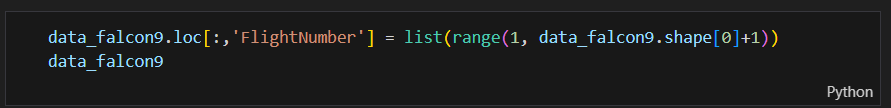 data_falcon9.loc[:,'FlightNumber'] = list(range(1, data_falcon9.shape[0]+1))
data_falcon9
Python